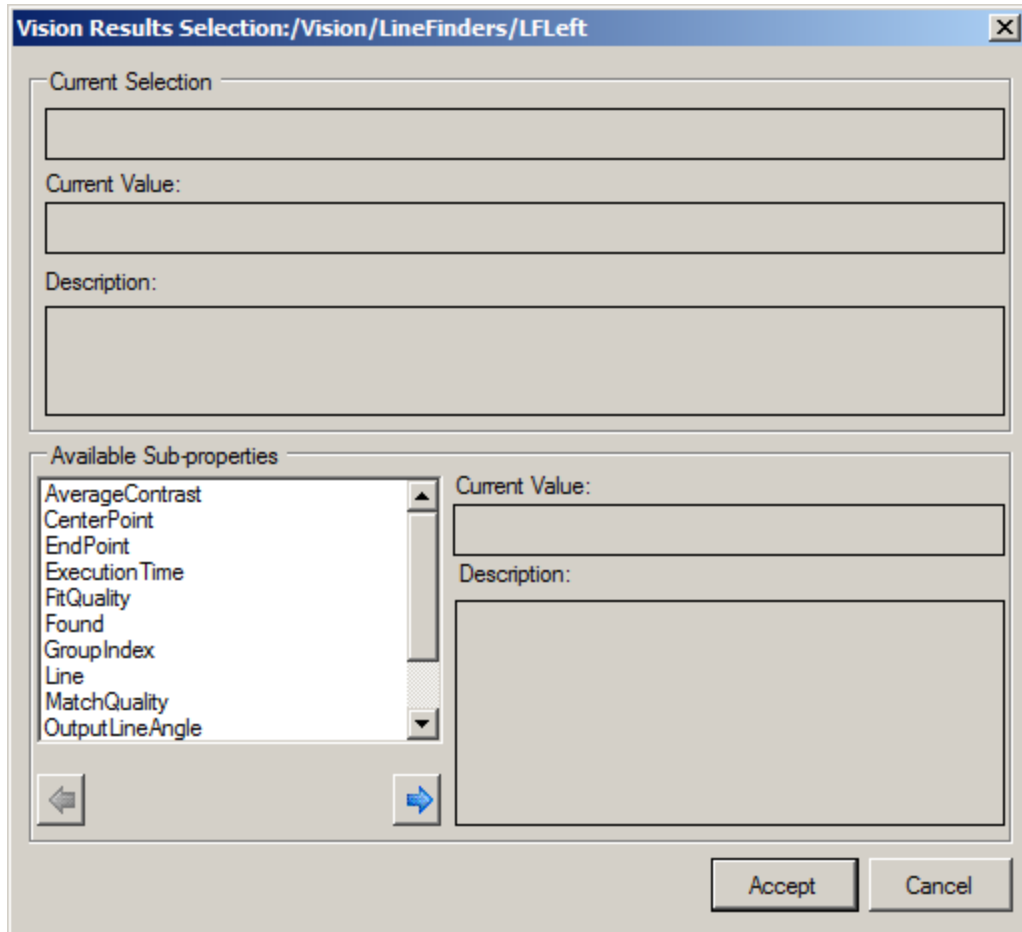 Vision Results Selection:/Vision/LineFinders/LFLeft
Current Selection
Current Value:
Description:
Available Sub-properties
AverageContrast
CenterPoint
EndPoint
ExecutionTime
FitQuality
Found
GroupIndex
Line
MatchQuality
OutputLineAngle
Current Value:
Description:
Accept
Cancel